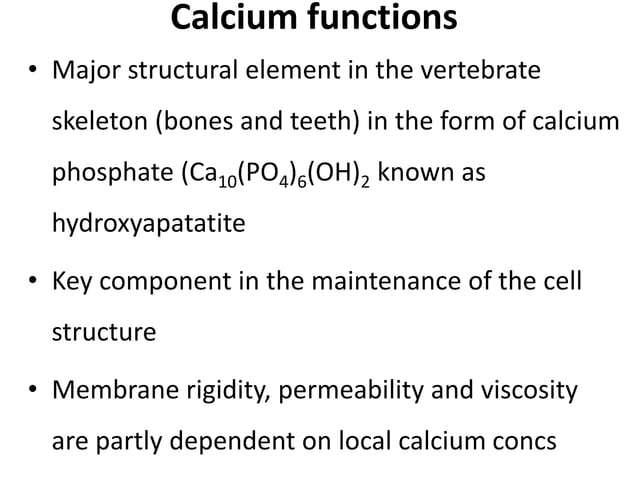 Calcium functions
• Major structural element in the vertebrate
skeleton (bones and teeth) in the form of calcium
phosphate (Ca₁₀(PO₄)₆(OH)₂ known as
hydroxyapatatite
• Key component in the maintenance of the cell
structure
• Membrane rigidity, permeability and viscosity
are partly dependent on local calcium concs